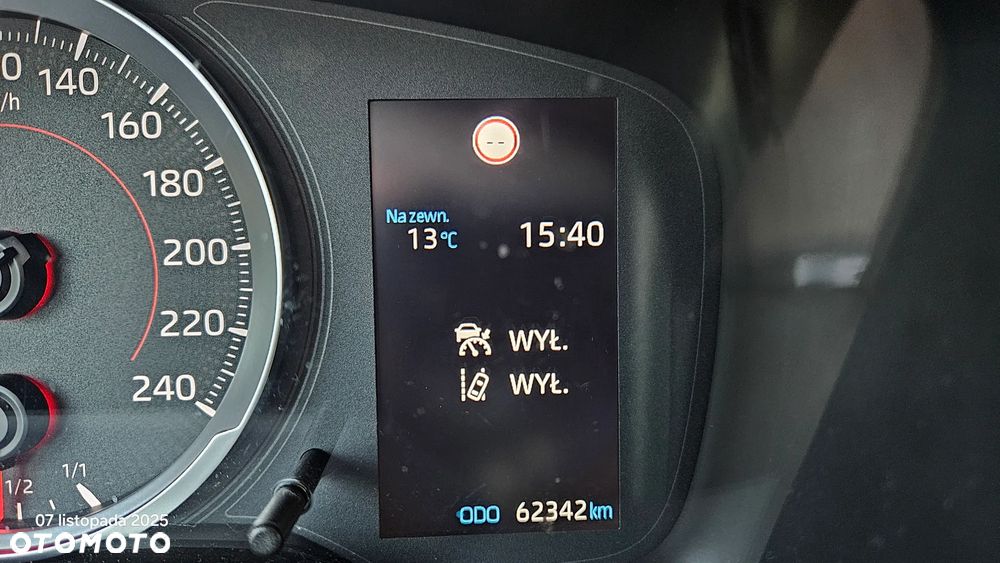 140
160
180
200
220
240
/h
1/2
1/1
--
Na zewn.
13°C
15:40
WYŁ.
WYŁ.
ODO 62342 km
07 listopada 2025
OTOMOTO